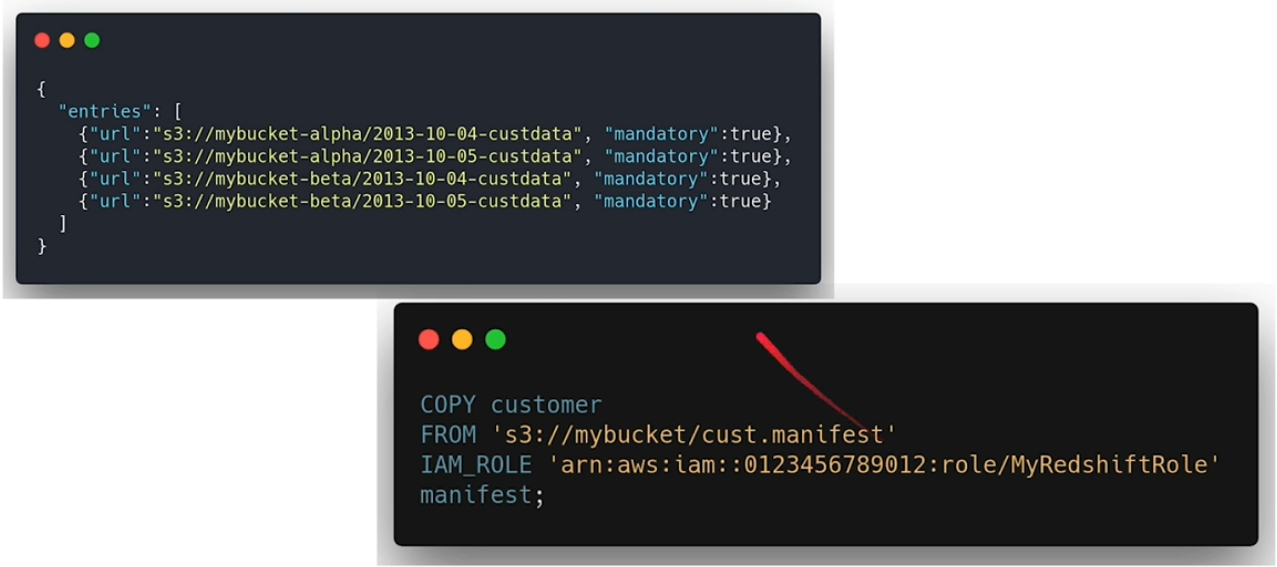 {
  "entries": [
    {"url":"s3://mybucket-alpha/2013-10-04-custdata", "mandatory":true},
    {"url":"s3://mybucket-alpha/2013-10-05-custdata", "mandatory":true},
    {"url":"s3://mybucket-beta/2013-10-04-custdata", "mandatory":true},
    {"url":"s3://mybucket-beta/2013-10-05-custdata", "mandatory":true}
  ]
}
COPY customer
FROM 's3://mybucket/cust.manifest'
IAM_ROLE 'arn:aws:iam::0123456789012:role/MyRedshiftRole'
manifest;